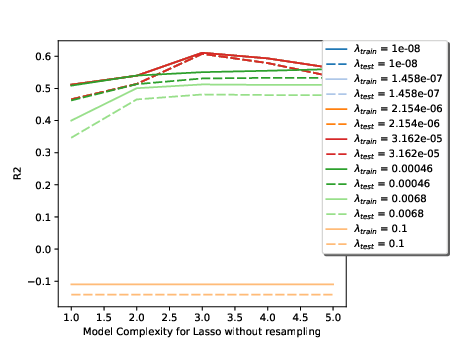 R2
0.6
0.5
0.4
0.3
0.2
0.1
0.0
−0.1
1.0 1.5 2.0 2.5 3.0 3.5 4.0 4.5 5.0
Model Complexity for Lasso without resampling
λtrain = 1e-08
λtest = 1e-08
λtrain = 1.458e-07
λtest = 1.458e-07
λtrain = 2.154e-06
λtest = 2.154e-06
λtrain = 3.162e-05
λtest = 3.162e-05
λtrain = 0.00046
λtest = 0.00046
λtrain = 0.0068
λtest = 0.0068
λtrain = 0.1
λtest = 0.1